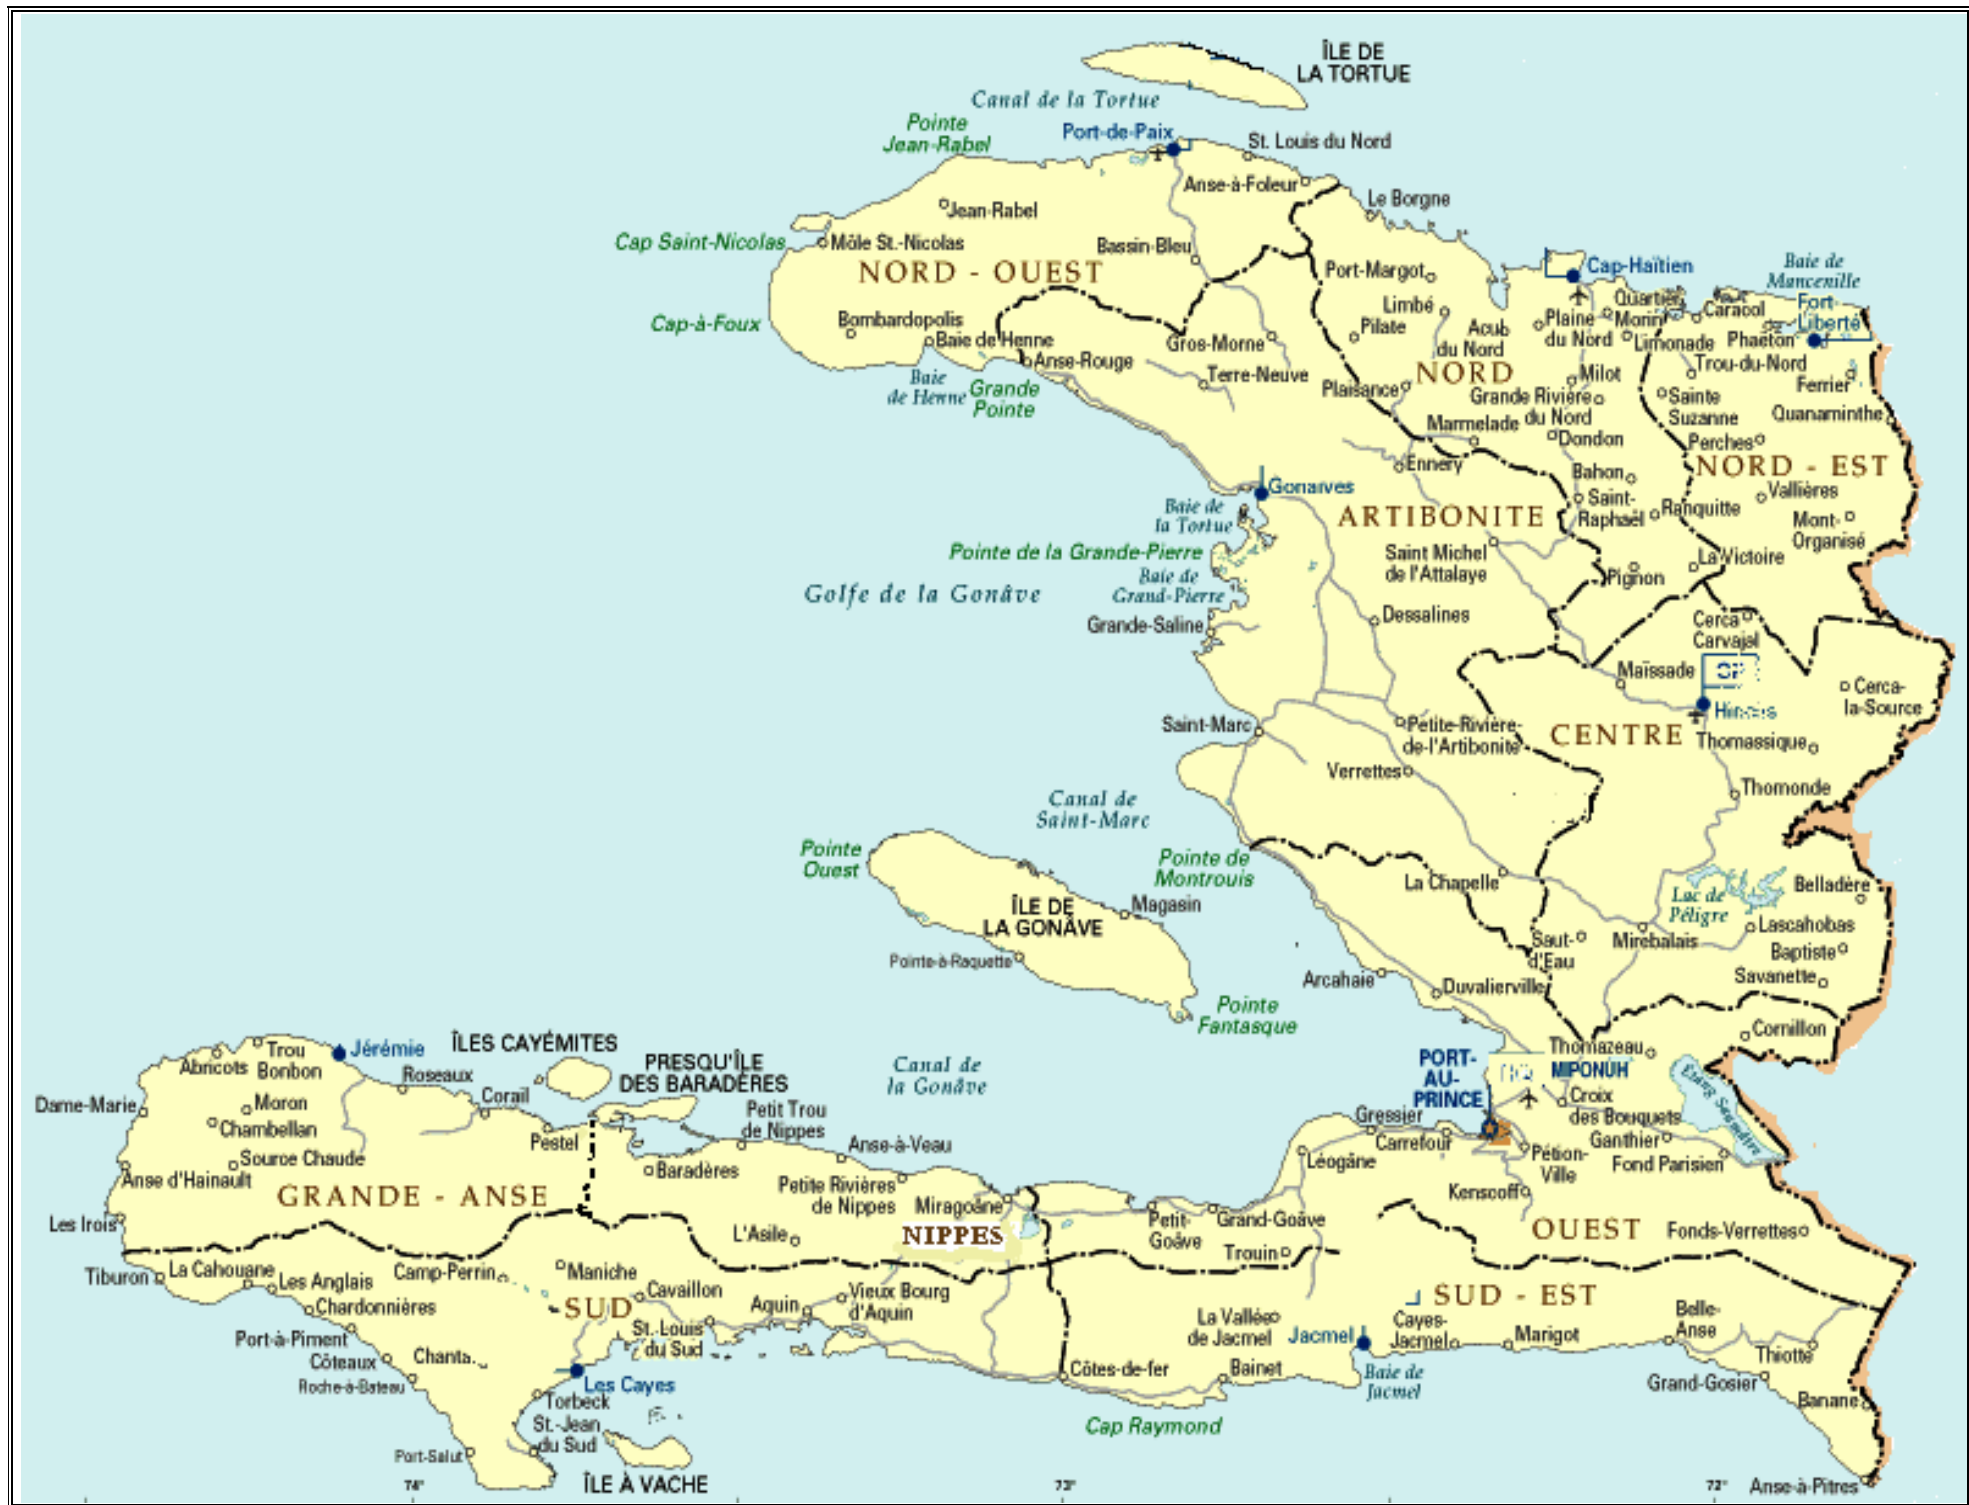 ÎLE DE
LA TORTUE
Canal de la Tortue
Pointe
Jean-Rabel
Port-de-Paix
St. Louis du Nord
Anse-à-Foleur
Le Borgne
Jean-Rabel
Cap Saint-Nicolas
Môle St.-Nicolas
Bassin-Bleu
NORD - OUEST
Port-Margot
Cap-Haïtien
Baie de
Mancenille
Cap-à-Foux
Bombardopolis
Baie de Henne
Limbé
Pilate
Acub
du Nord
Plaine
du Nord
Quartier
Morin
Caracol
Fort-
Liberté
Limonade
Phaeton
Gros-Morne
Anse-Rouge
Terre-Neuve
Baie
de Henne
Grande
Pointe
Plaisance
NORD
Milot
Trou-du-Nord
Ferrier
Grande Rivière
du Nord
Sainte
Suzanne
Quanaminthe
Marmelade
Dondon
Perches
Ennery
Bahon
NORD - EST
Gonaïves
Saint-
Raphaël
Ranquitte
Vallières
Baie de
la Tortue
ARTIBONITE
Mont-
Organisé
Pointe de la Grande-Pierre
Saint Michel
de l'Attalaye
La Victoire
Pignon
Golfe de la Gonâve
Baie de
Grand-Pierre
Grande-Saline
Dessalines
Cerca
Carvajal
Maïssade
Cerca-
la-Source
Saint-Marc
Petite-Rivière-
de-l'Artibonite
CENTRE
Hinche
Thomassique
Verrettes
Thomonde
Canal de
Saint-Marc
Pointe
Ouest
Pointe de
Montrouis
La Chapelle
Lac de
Péligre
Belladère
ÎLE DE
LA GONÂVE
Magasin
Lascahobas
Saut-
d'Eau
Mirebalais
Baptiste
Pointe-à-Raquette
Arcahaie
Duvalierville
Savanette
Pointe
Fantasque
Cornillon
Thomazeau
Trou
Bonbon
Abricots
Jérémie
ÎLES CAYÉMITES
PRESQU'ÎLE
DES BARADÈRES
Canal de
la Gonâve
PORT-
AU-
PRINCE
HQ
MIPONUH
Étang Saumâtre
Roseaux
Corail
Dame-Marie
Moron
Chambellan
Pestel
Petit Trou
de Nippes
Anse-à-Veau
Gressier
Carrefour
Croix
des Bouquets
Ganthier
Fond Parisien
Source Chaude
Anse d'Hainault
Baradères
Léogâne
Pétion-
Ville
GRANDE - ANSE
Petite Rivières
de Nippes
Miragoâne
Kenscoff
Les Irois
L'Asile
NIPPES
Petit-
Goâve
Grand-Goâve
Trouin
OUEST
Fonds-Verrettes
Tiburon
La Cahouane
Les Anglais
Camp-Perrin
Maniche
Chardonnières
SUD
Cavaillon
Aquin
Vieux Bourg
d'Aquin
SUD - EST
Port-à-Piment
St. Louis
du Sud
La Vallée
de Jacmel
Jacmel
Cayes-
Jacmel
Marigot
Belle-
Anse
Côteaux
Chanta
Thiotte
Roche-à-Bateau
Les Cayes
Côtes-de-fer
Bainet
Baie de
Jacmel
Grand-Gosier
Torbeck
Banane
St.-Jean
du Sud
Cap Raymond
Port-Salut
ÎLE À VACHE
Anse-à-Pitres
74°
73°
72°